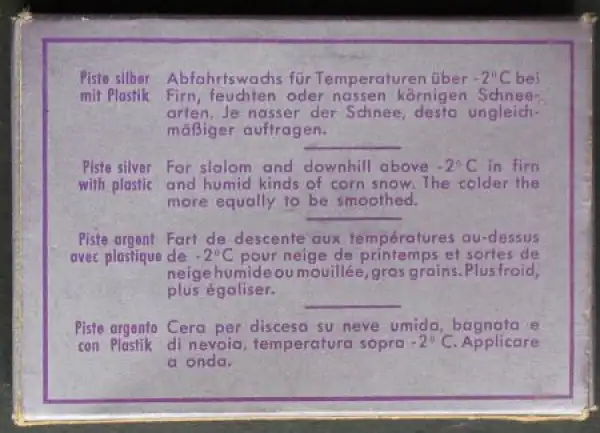 Piste silber Abfahrtswachs für Temperaturen über -2°C bei
mit Plastik Firn, feuchten oder nassen körnigen Schnee-
arten. Je nasser der Schnee, desto ungleich-
mäßiger auftragen.
Piste silver For slalom and downhill above -2°C in firn
with plastic and humid kinds of corn snow. The colder the
more equally to be smoothed.
Piste argent Fart de descente aux températures au-dessus
avec plastique de -2°C pour neige de printemps et sortes de
neige humide ou mouillée, gros grains. Plus froid,
plus égaliser.
Piste argento Cera per discesa su neve umida, bagnata e
con Plastik di nevaio, temperatura sopra -2°C. Applicare
a onda.